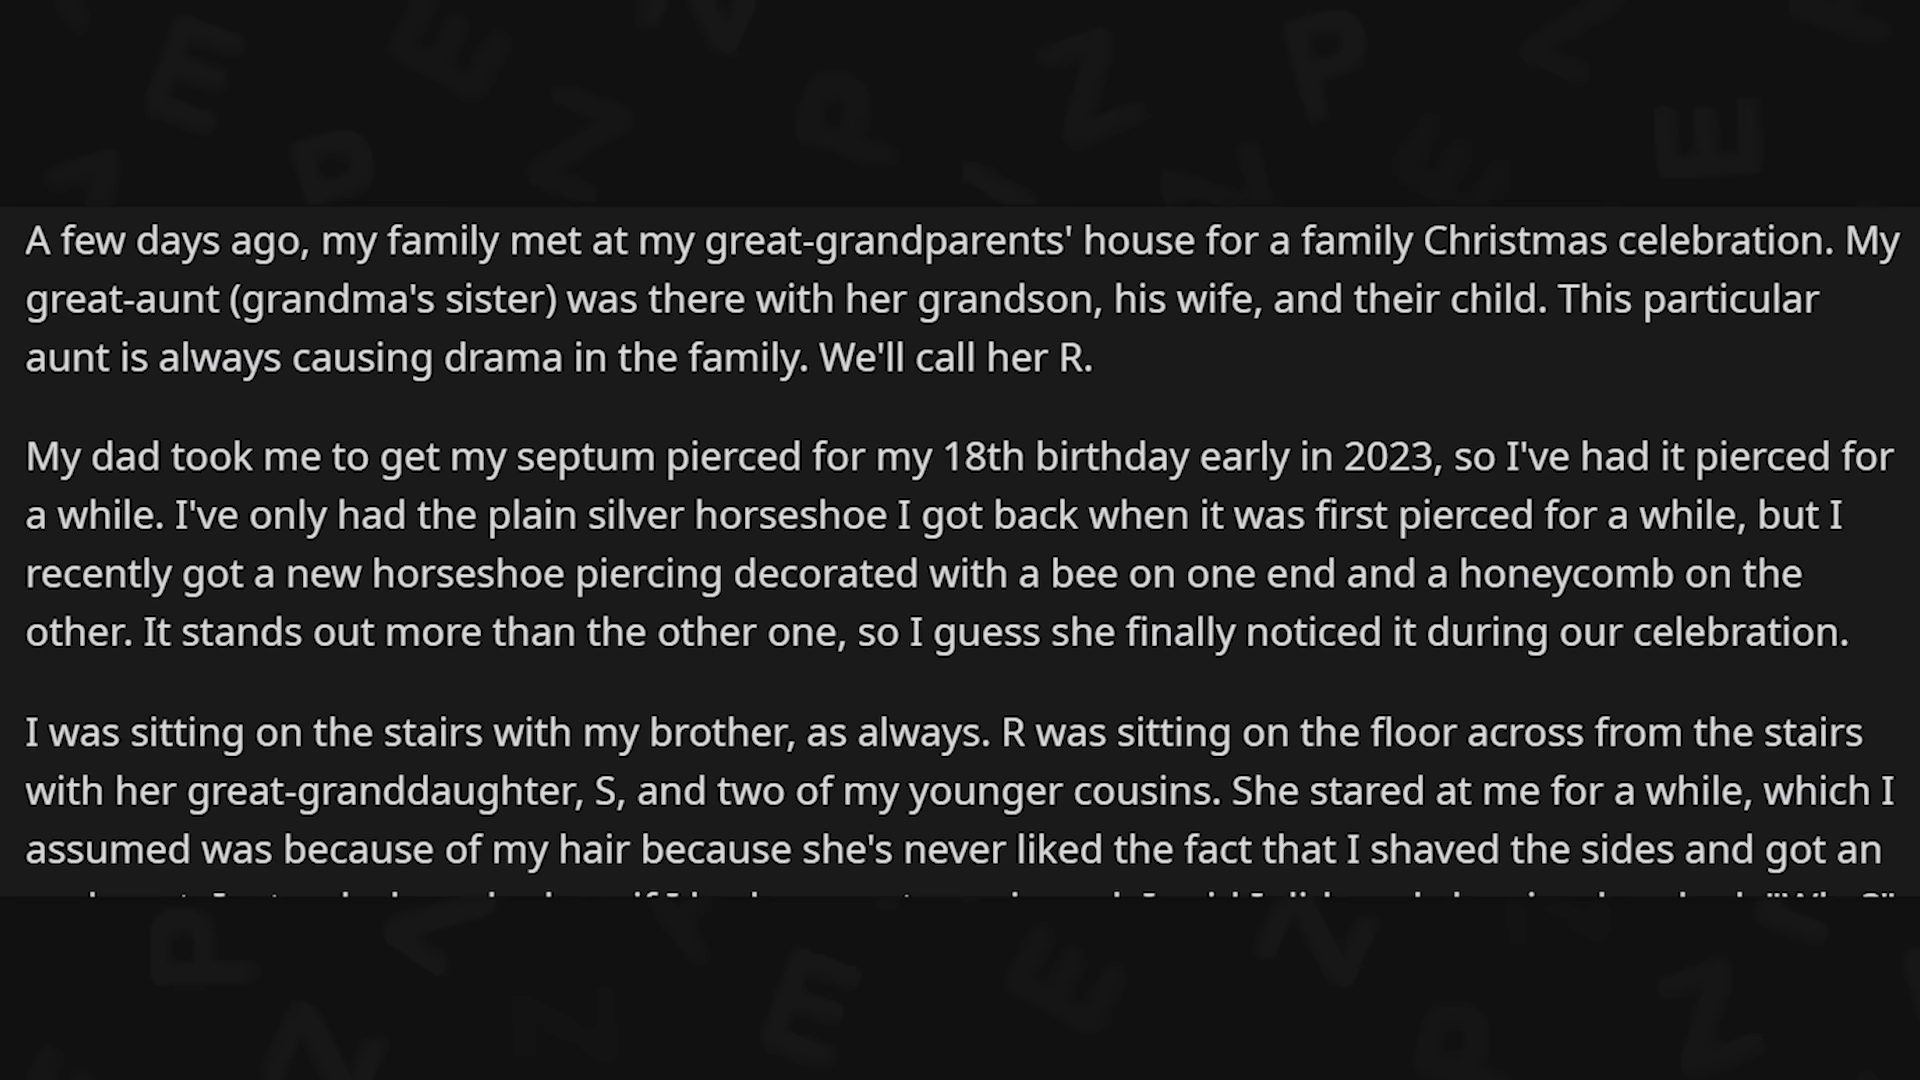 A few days ago, my family met at my great-grandparents' house for a family Christmas celebration. My
great-aunt (grandma's sister) was there with her grandson, his wife, and their child. This particular
aunt is always causing drama in the family. We'll call her R.
My dad took me to get my septum pierced for my 18th birthday early in 2023, so I've had it pierced for
a while. I've only had the plain silver horseshoe I got back when it was first pierced for a while, but I
recently got a new horseshoe piercing decorated with a bee on one end and a honeycomb on the
other. It stands out more than the other one, so I guess she finally noticed it during our celebration.
I was sitting on the stairs with my brother, as always. R was sitting on the floor across from the stairs
with her great-granddaughter, S, and two of my younger cousins. She stared at me for a while, which I
assumed was because of my hair because she's never liked the fact that I shaved the sides and got an